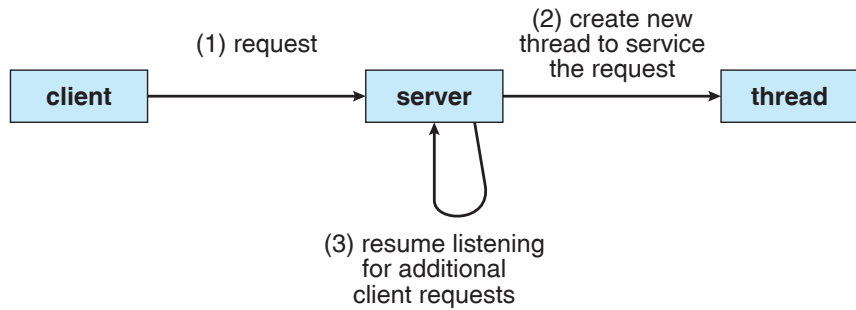 (1) request
(2) create new
thread to service
the request
client
server
thread
(3) resume listening
for additional
client requests